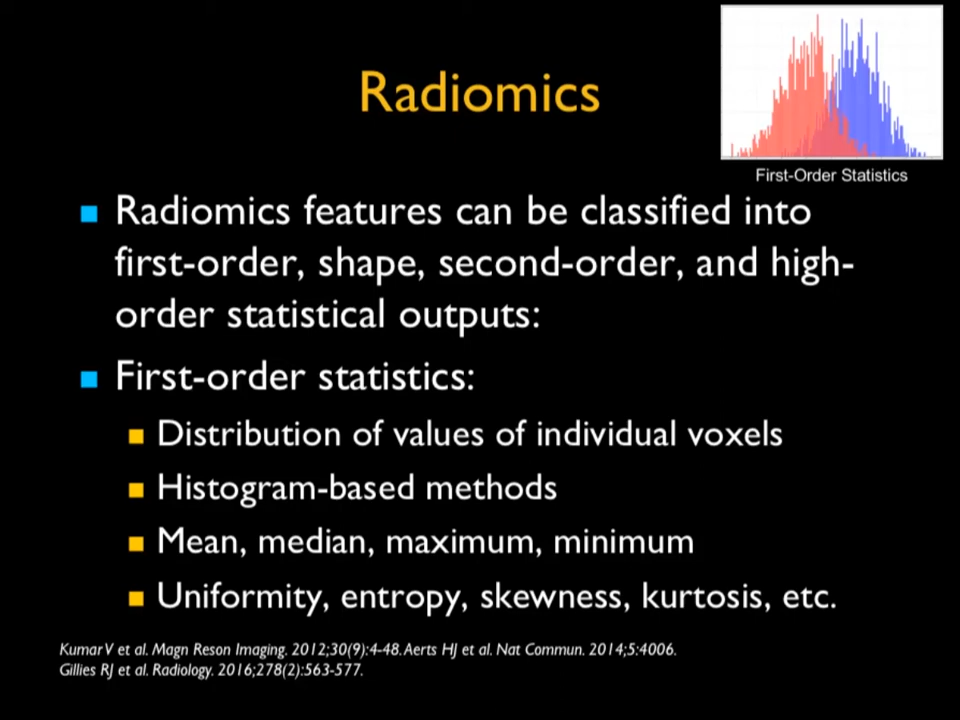 Radiomics
First-Order Statistics
Radiomics features can be classified into
first-order, shape, second-order, and high-
order statistical outputs:
First-order statistics:
Distribution of values of individual voxels
Histogram-based methods
Mean, median, maximum, minimum
Uniformity, entropy, skewness, kurtosis, etc.
Kumar V et al. Magn Reson Imaging. 2012;30(9):4-48. Aerts HJ et al. Nat Commun. 2014;5:4006.
Gillies RJ et al. Radiology. 2016;278(2):563-577.